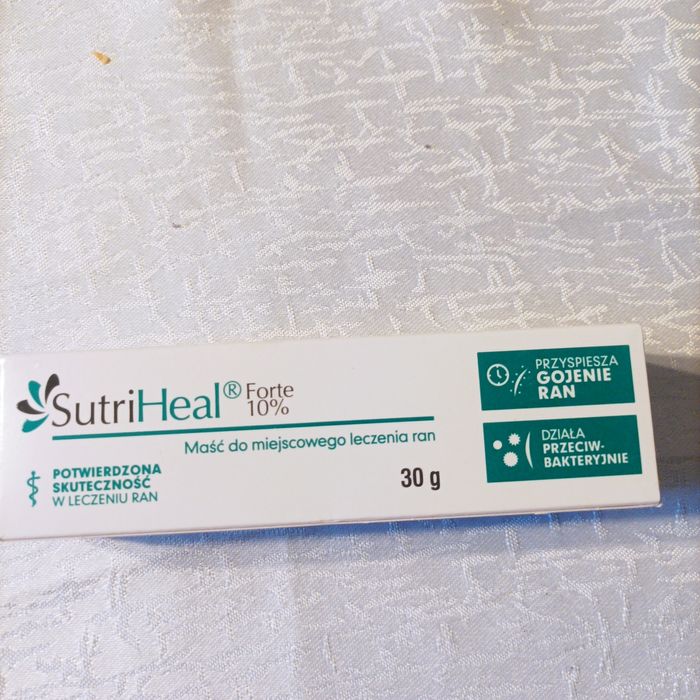 SutriHeal® Forte
10%
Maść do miejscowego leczenia ran
POTWIERDZONA
SKUTECZNOŚĆ
W LECZENIU RAN
30 g
PRZYSPIESZA
GOJENIE
RAN
DZIAŁA
PRZECIW-
BAKTERYJNIE